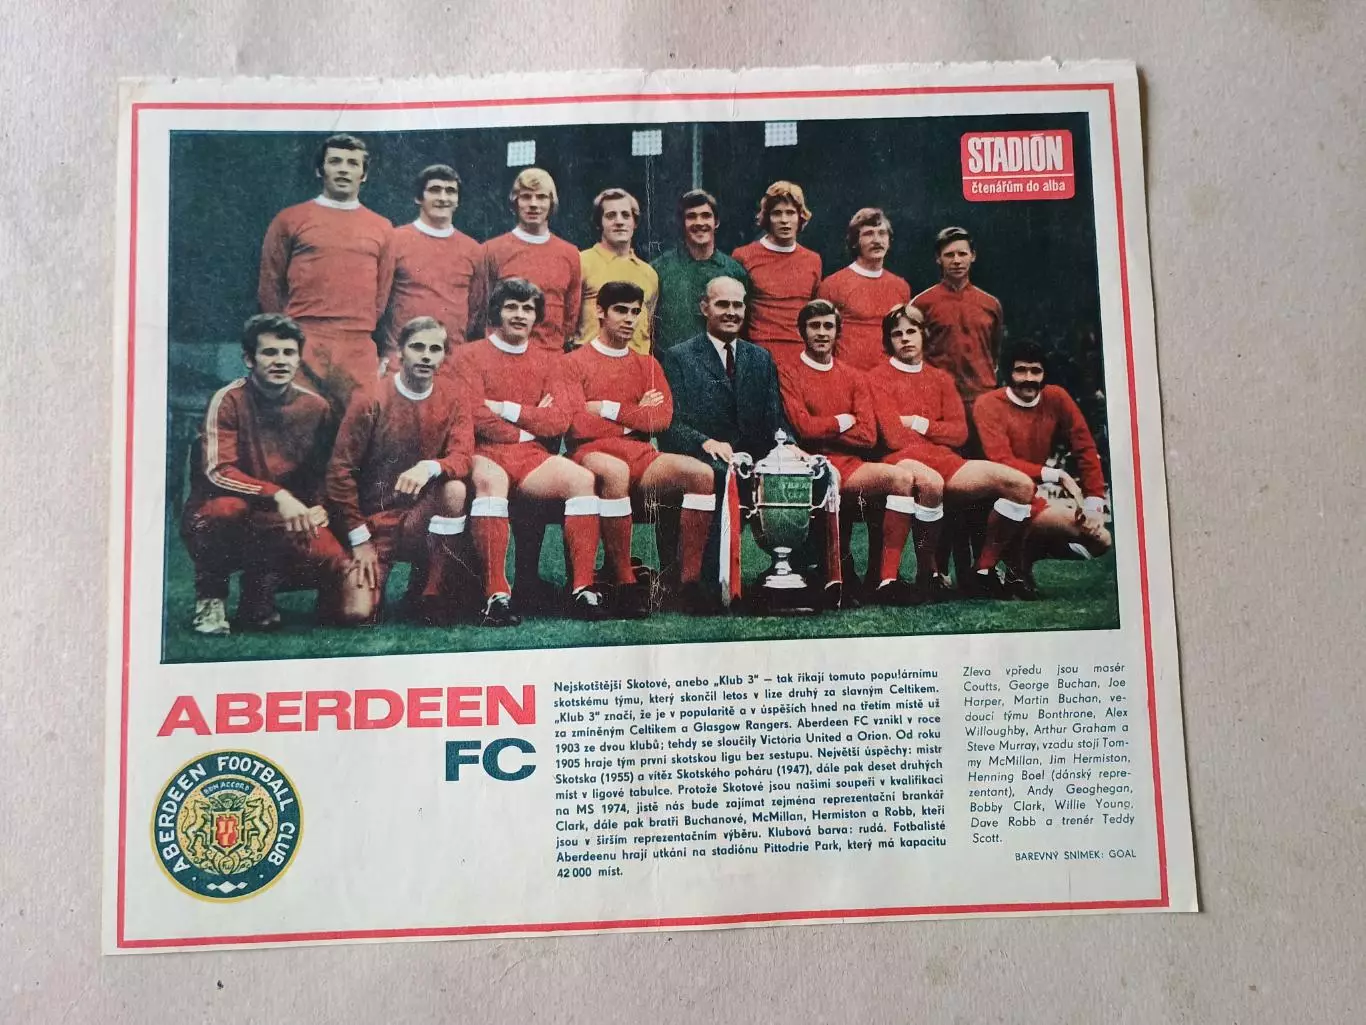 STADIÓN
čtenářům do alba
ABERDEEN
FC
ABERDEEN FOOTBALL CLUB
BON ACCORD
Nejskotštější Skotové, anebo „Klub 3" – tak říkají tomuto populárnímu
skotskému týmu, který skončil letos v lize druhý za slavným Celtikem.
„Klub 3" značí, že je v popularitě a v úspěších hned na třetím místě už
za zmíněným Celtikem a Glasgow Rangers. Aberdeen FC vznikl v roce
1903 ze dvou klubů; tehdy se sloučily Victoria United a Orion. Od roku
1905 hraje tým první skotskou ligu bez sestupu. Největší úspěchy: mistr
Skotska (1955) a vítěz Skotského poháru (1947), dále pak deset druhých
míst v ligové tabulce. Protože Skotové jsou našimi soupeři v kvalifikaci
na MS 1974, jistě nás bude zajímat zejména reprezentační brankář
Clark, dále pak bratři Buchanové, McMillan, Hermiston a Robb, kteří
jsou v širším reprezentačním výběru. Klubová barva: rudá. Fotbalisté
Aberdeenu hrají utkání na stadiónu Pittodrie Park, který má kapacitu
42 000 míst.
Zleva vpředu jsou masér
Coutts, George Buchan, Joe
Harper, Martin Buchan, ve-
doucí týmu Bonthrone, Alex
Willoughby, Arthur Graham a
Steve Murray, vzadu stojí Tom-
my McMillan, Jim Hermiston,
Henning Boel (dánský repre-
zentant), Andy Geoghegan,
Bobby Clark, Willie Young,
Dave Robb a trenér Teddy
Scott.
BAREVNÝ SNÍMEK: GOAL